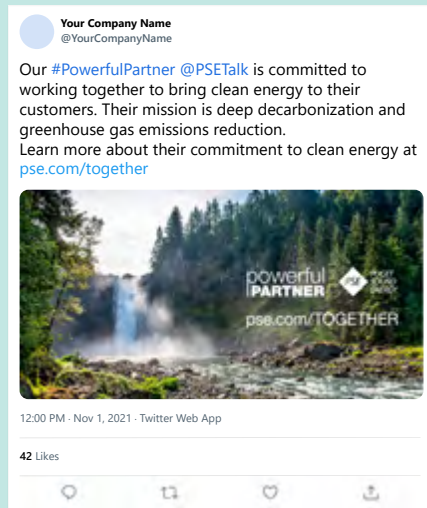 Your Company Name
@YourCompanyName
Our #PowerfulPartner @PSETalk is committed to
working together to bring clean energy to their
customers. Their mission is deep decarbonization and
greenhouse gas emissions reduction.
Learn more about their commitment to clean energy at
pse.com/together
powerful
PARTNER
PSE
PUGET
SOUND
ENERGY
pse.com/TOGETHER
12:00 PM · Nov 1, 2021 · Twitter Web App
42 Likes